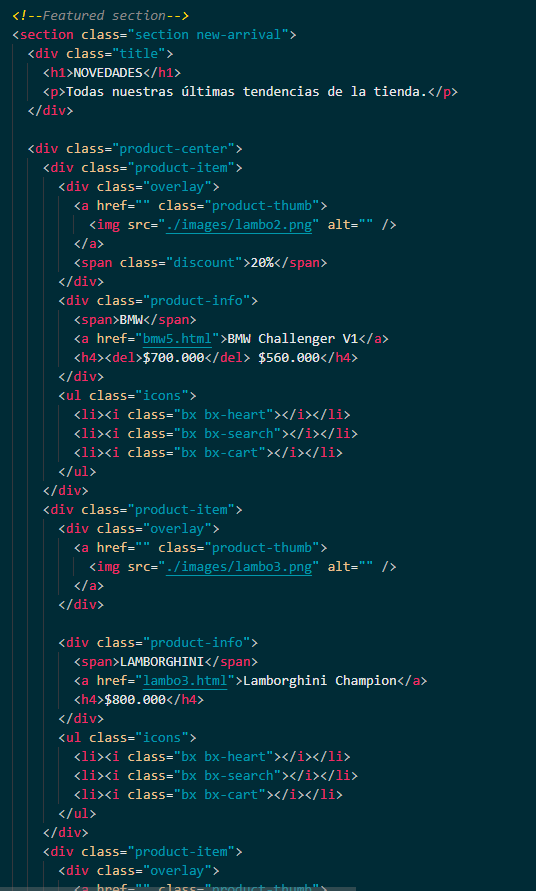 <!--Featured section-->
<section class="section new-arrival">
<div class="title">
<h1>NOVEDADES</h1>
<p>Todas nuestras últimas tendencias de la tienda.</p>
</div>
<div class="product-center">
<div class="product-item">
<div class="overlay">
<a href="" class="product-thumb">
<img src="./images/lambo2.png" alt="" />
</a>
<span class="discount">20%</span>
</div>
<div class="product-info">
<span>BMW</span>
<a href="bmw5.html">BMW Challenger V1</a>
<h4><del>$700.000</del> $560.000</h4>
</div>
<ul class="icons">
<li><i class="bx bx-heart"></i></li>
<li><i class="bx bx-search"></i></li>
<li><i class="bx bx-cart"></i></li>
</ul>
</div>
<div class="product-item">
<div class="overlay">
<a href="" class="product-thumb">
<img src="./images/lambo3.png" alt="" />
</a>
</div>
<div class="product-info">
<span>LAMBORGHINI</span>
<a href="lambo3.html">Lamborghini Champion</a>
<h4>$800.000</h4>
</div>
<ul class="icons">
<li><i class="bx bx-heart"></i></li>
<li><i class="bx bx-search"></i></li>
<li><i class="bx bx-cart"></i></li>
</ul>
</div>
<div class="product-item">
<div class="overlay">
<a href="" class="product-thumb">